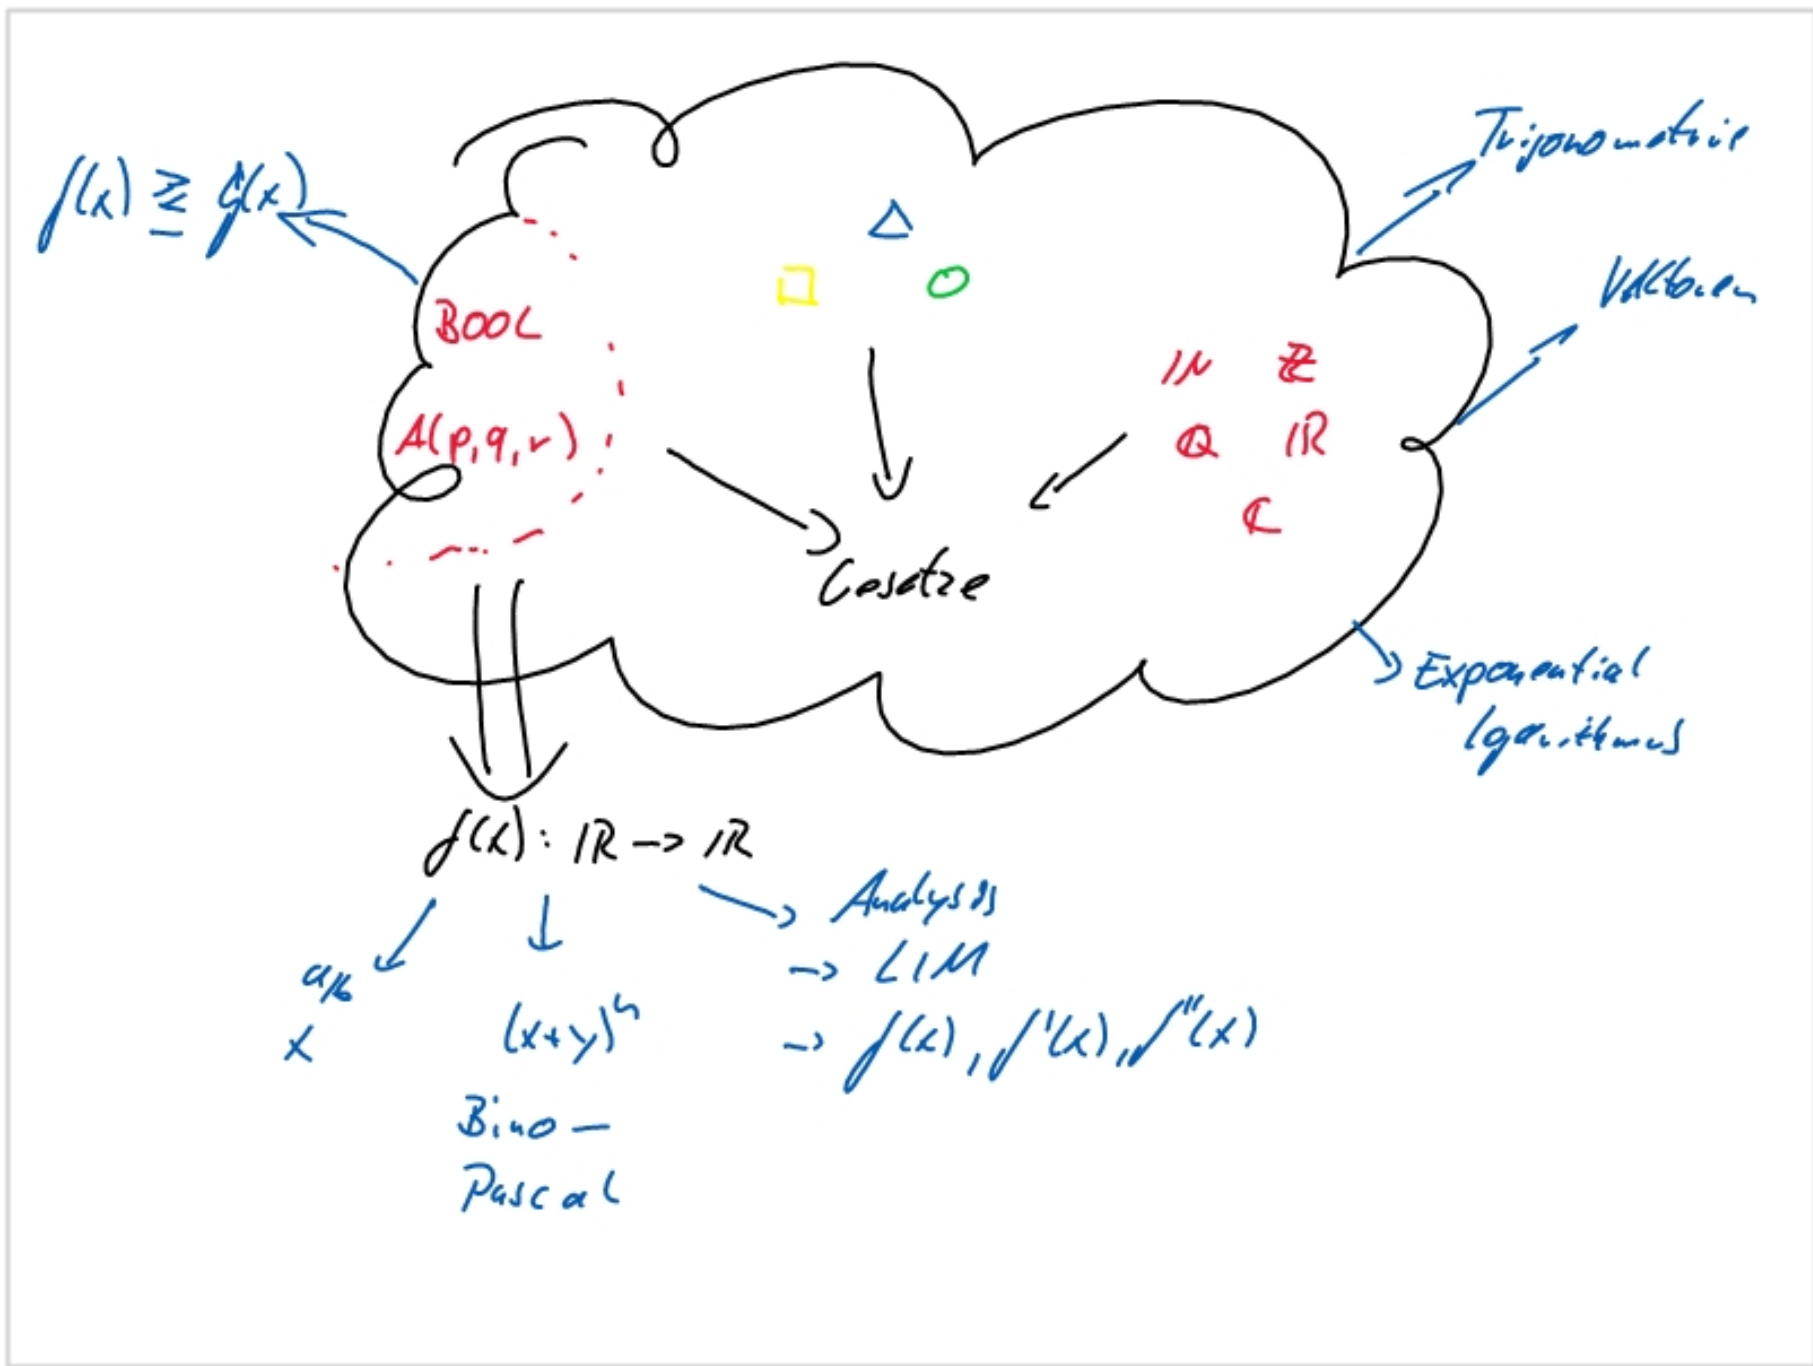 f(x) ≧ g(x)
Trigonometrie
Vektoren
BOOL
A(p,q,r)
ℕ ℤ
ℚ ℝ
ℂ
Gesetze
Exponential
logarithmus
f(x): ℝ → ℝ
x^a/b
(x+y)^n
Bino –
Pascal
Analysis
→ LIM
→ f(x), f'(x), f''(x)